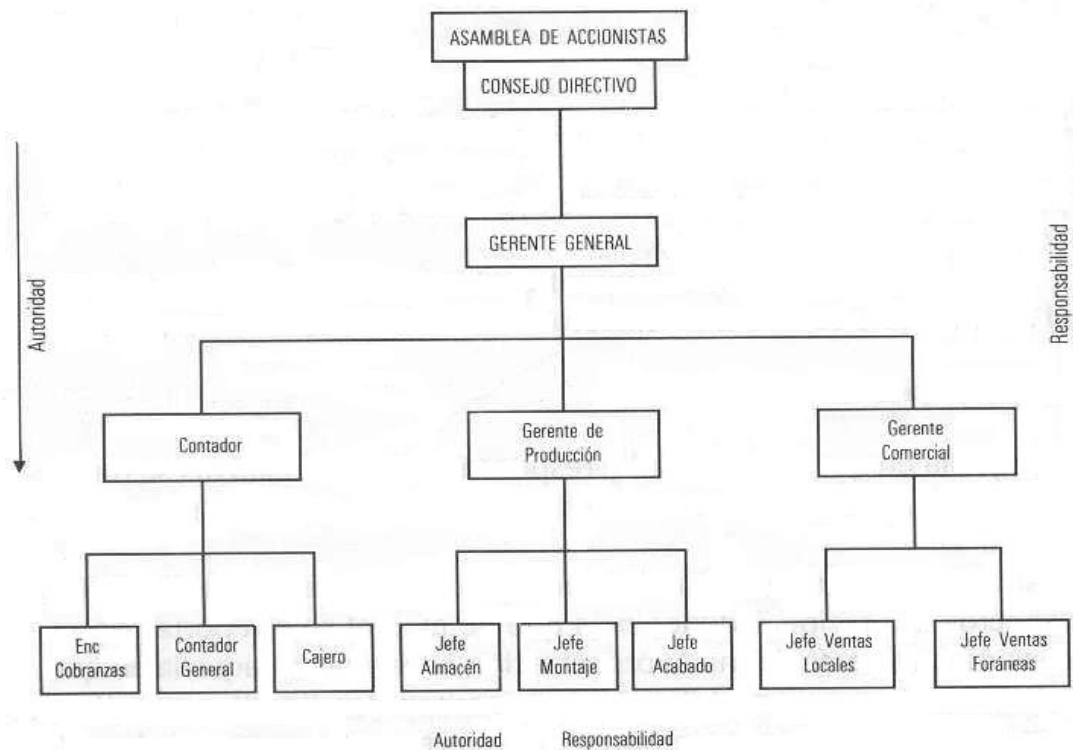 ASAMBLEA DE ACCIONISTAS
CONSEJO DIRECTIVO
GERENTE GENERAL
Autoridad
Responsabilidad
Contador
Gerente de
Producción
Gerente
Comercial
Enc
Cobranzas
Contador
General
Cajero
Jefe
Almacén
Jefe
Montaje
Jefe
Acabado
Jefe Ventas
Locales
Jefe Ventas
Foráneas
Autoridad Responsabilidad